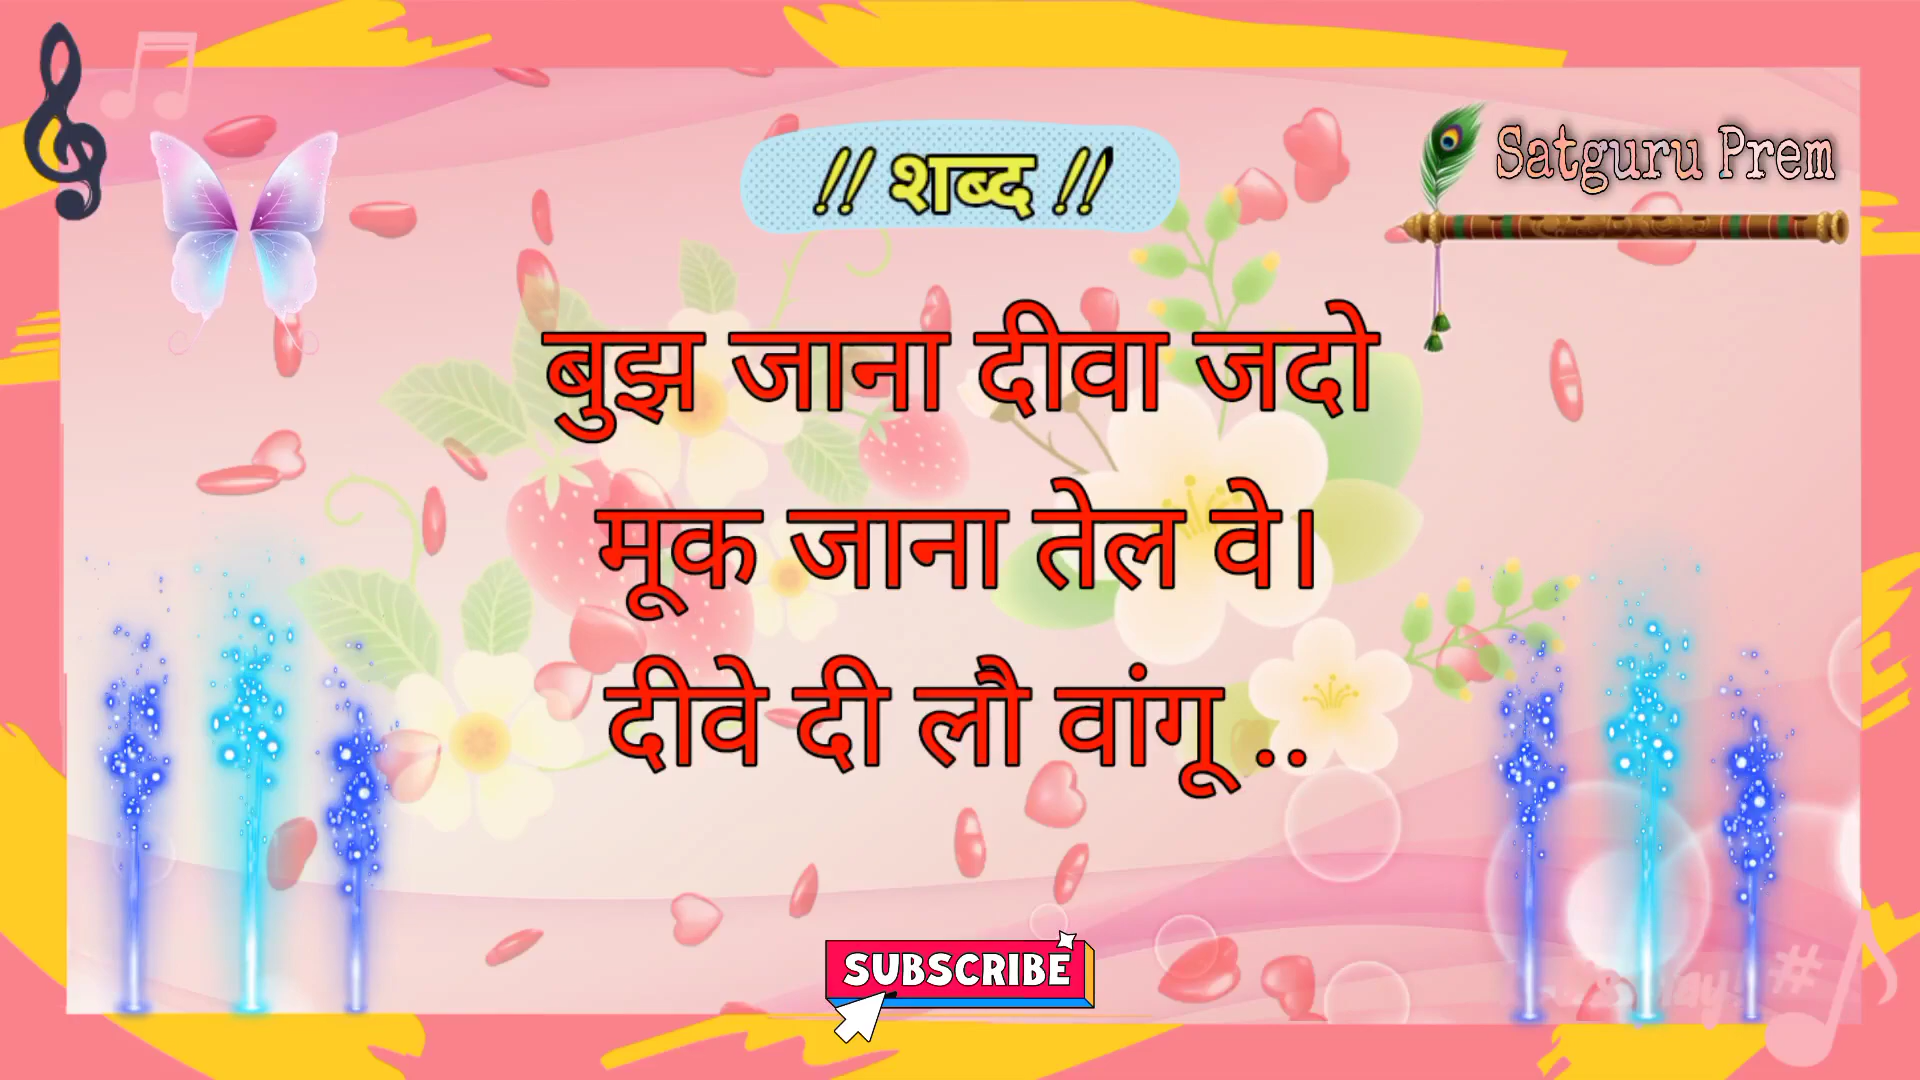 !! शब्द !!
Satguru Prem
बुझ जाना दीवा जदो
मूक जाना तेल वे।
दीवे दी लौ वांगू ..
SUBSCRIBE